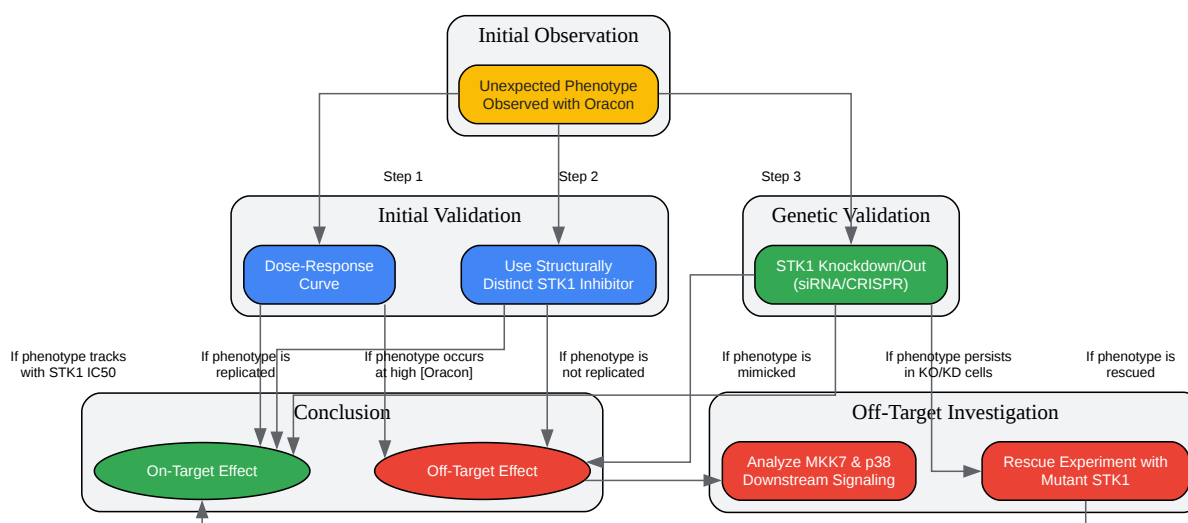 Initial Observation
Unexpected Phenotype
Observed with Oracon
Step 1
Step 2
Step 3
Initial Validation
Genetic Validation
Dose-Response
Curve
Use Structurally
Distinct STK1 Inhibitor
STK1 Knockdown/Out
(siRNA/CRISPR)
If phenotype tracks
with STK1 IC50
If phenotype is
replicated
If phenotype occurs
at high [Oracon]
If phenotype is
not replicated
If phenotype is
mimicked
If phenotype persists
in KO/KD cells
If phenotype is
rescued
Conclusion
Off-Target Investigation
On-Target Effect
Off-Target Effect
Analyze MKK7 & p38
Downstream Signaling
Rescue Experiment with
Mutant STK1